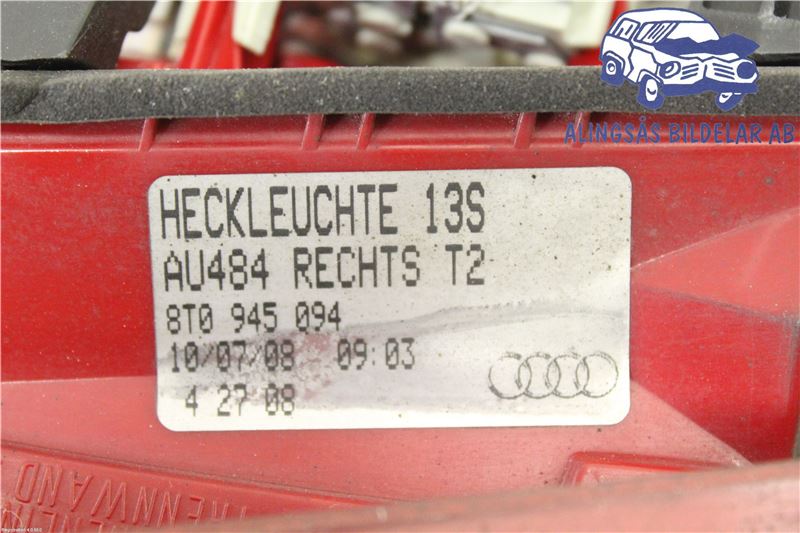 ALINGSÅS BILDELAR AB
HECKLEUCHTE 13S
AU484 RECHTS T2
8T0 945 094
10/07/08 09:03
4 27 08
TRENNWAND